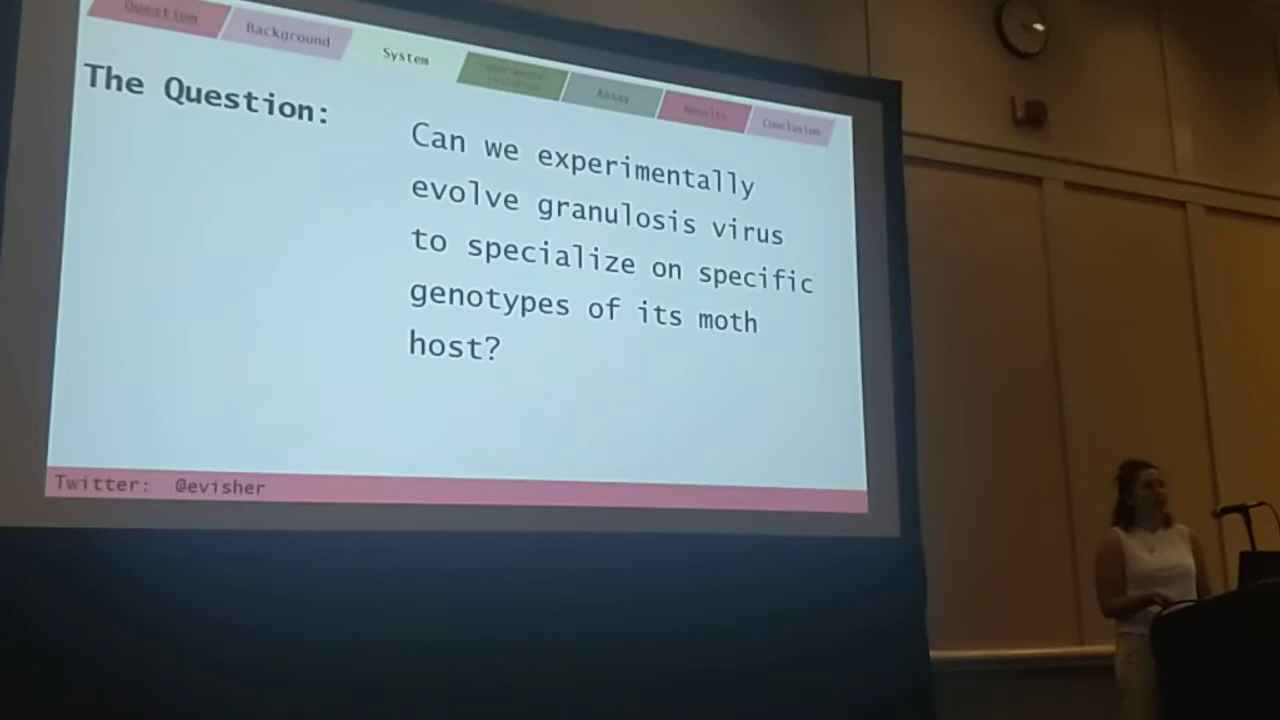 Question
Background
System
Assay
Results
Conclusion
The Question:
Can we experimentally
evolve granulosis virus
to specialize on specific
genotypes of its moth
host?
Twitter: @evisher